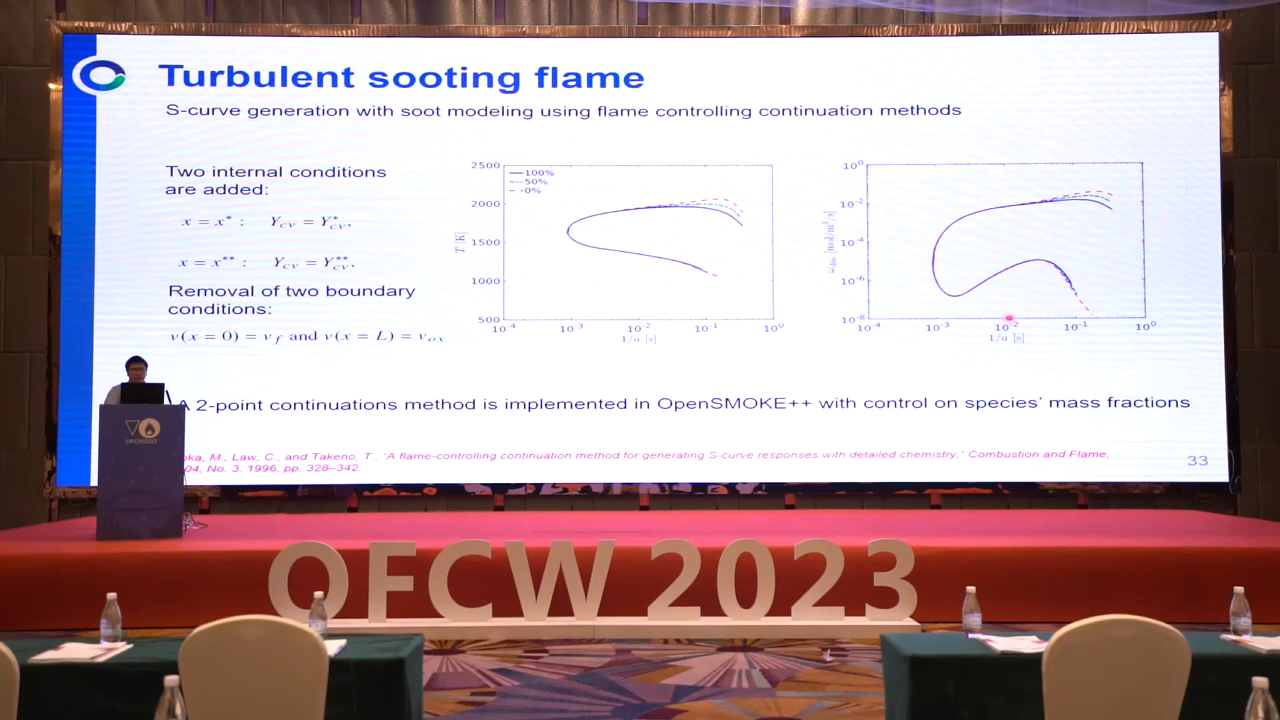 Turbulent sooting flame
S-curve generation with soot modeling using flame controlling continuation methods
Two internal conditions
are added:
x = x* : Y_CV = Y*_CV,
x = x** : Y_CV = Y**_CV.
Removal of two boundary
conditions:
v(x = 0) = v_f and v(x = L) = v_ox
2500
2000
1500
1000
500
T [K]
100%
50%
0%
10^-4 10^-3 10^-2 10^-1 10^0
1/a [s]
10^0
10^-2
10^-4
10^-6
10^-8
[mol/m^3/s]
10^-4 10^-3 10^-2 10^-1 10^0
1/a [s]
A 2-point continuations method is implemented in OpenSMOKE++ with control on species' mass fractions
M., Law, C., and Takeno, T., "A flame-controlling continuation method for generating S-curve responses with detailed chemistry," Combustion and Flame,
No. 3, 1996, pp. 328–342.
33
OFCW2023
OFCW 2023